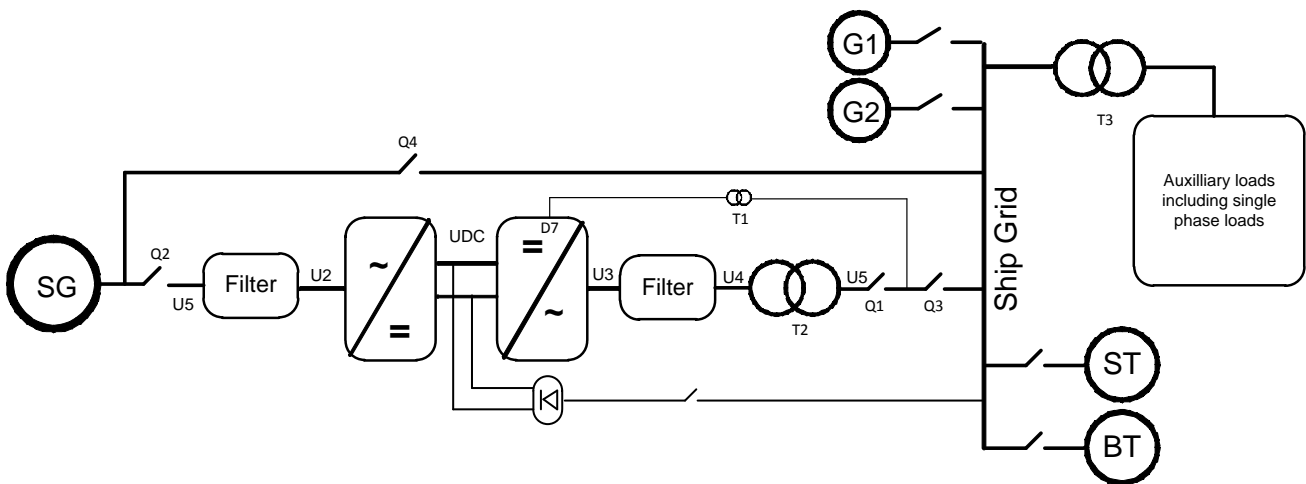 G1
G2
T3
Q4
Auxilliary loads
including single
phase loads
Ship Grid
D7
T1
UDC
=
~
SG
Q2
U5
Filter
U2
~
=
U3
Filter
U4
T2
U5
Q1
Q3
ST
BT